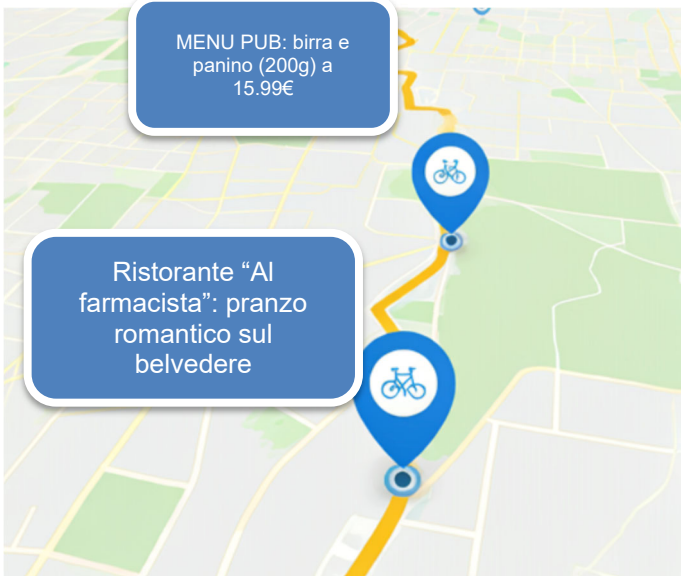 MENU PUB: birra e
panino (200g) a
15.99€
Ristorante “Al
farmacista”: pranzo
romantico sul
belvedere